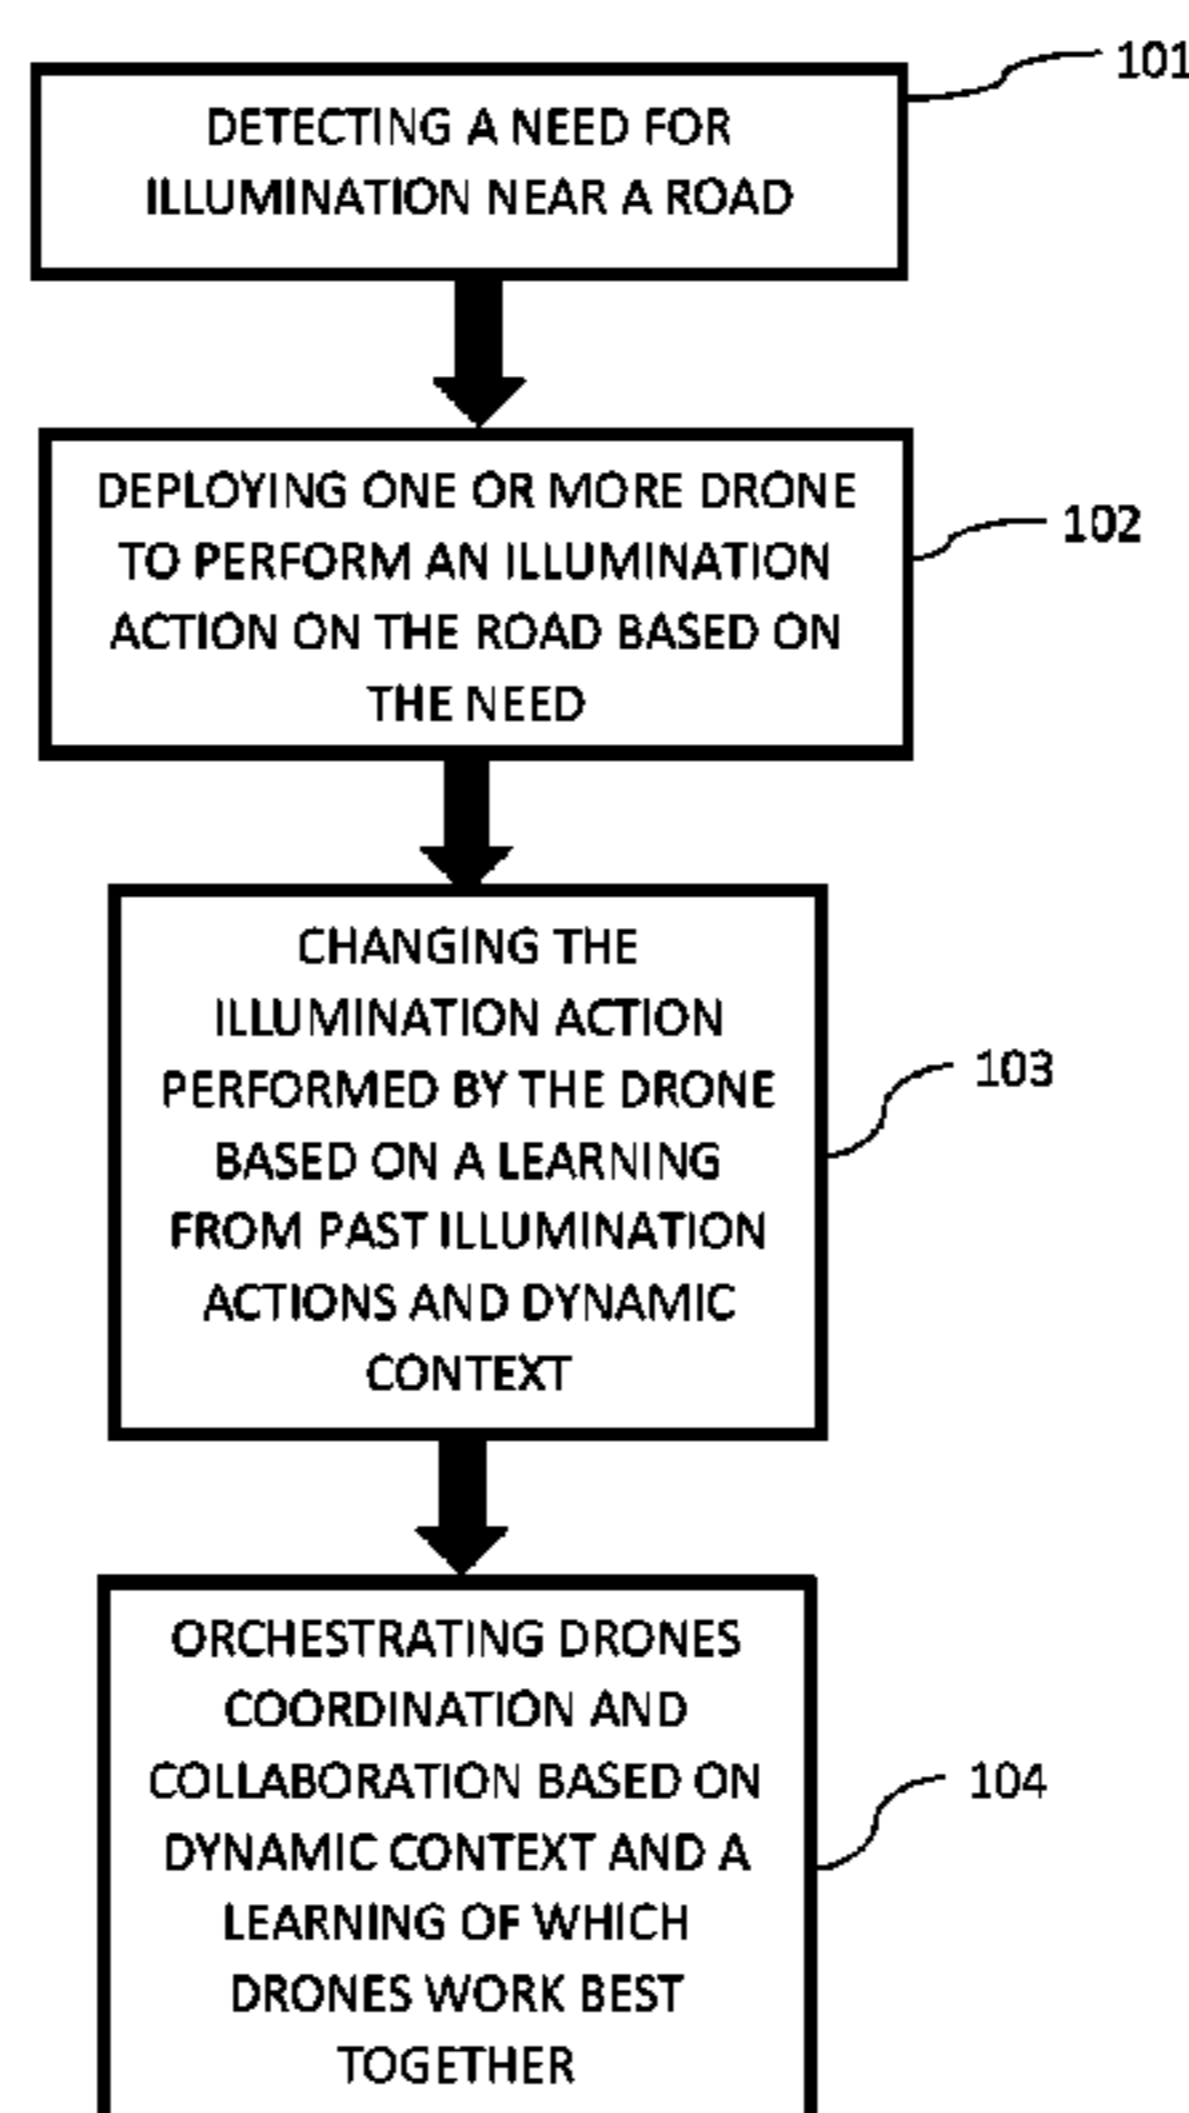 101
DETECTING A NEED FOR
ILLUMINATION NEAR A ROAD
DEPLOYING ONE OR MORE DRONE
TO PERFORM AN ILLUMINATION
ACTION ON THE ROAD BASED ON
THE NEED
102
CHANGING THE
ILLUMINATION ACTION
PERFORMED BY THE DRONE
BASED ON A LEARNING
FROM PAST ILLUMINATION
ACTIONS AND DYNAMIC
CONTEXT
103
ORCHESTRATING DRONES
COORDINATION AND
COLLABORATION BASED ON
DYNAMIC CONTEXT AND A
LEARNING OF WHICH
DRONES WORK BEST
TOGETHER
104